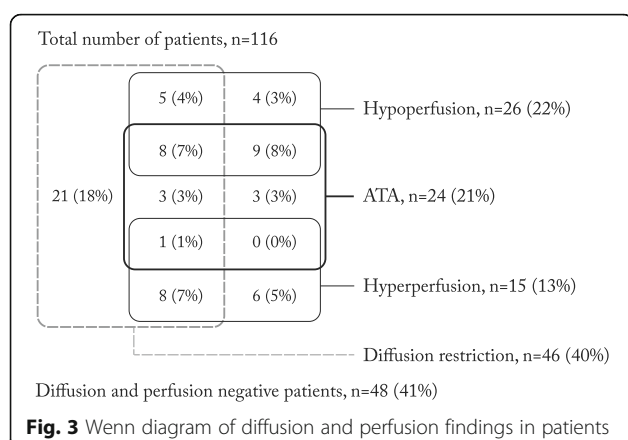 Total number of patients, n=116
5 (4%) 4 (3%)
Hypoperfusion, n=26 (22%)
8 (7%) 9 (8%)
21 (18%) 3 (3%) 3 (3%) ATA, n=24 (21%)
1 (1%) 0 (0%)
Hyperperfusion, n=15 (13%)
8 (7%) 6 (5%)
Diffusion restriction, n=46 (40%)
Diffusion and perfusion negative patients, n=48 (41%)
Fig. 3 Wenn diagram of diffusion and perfusion findings in patients